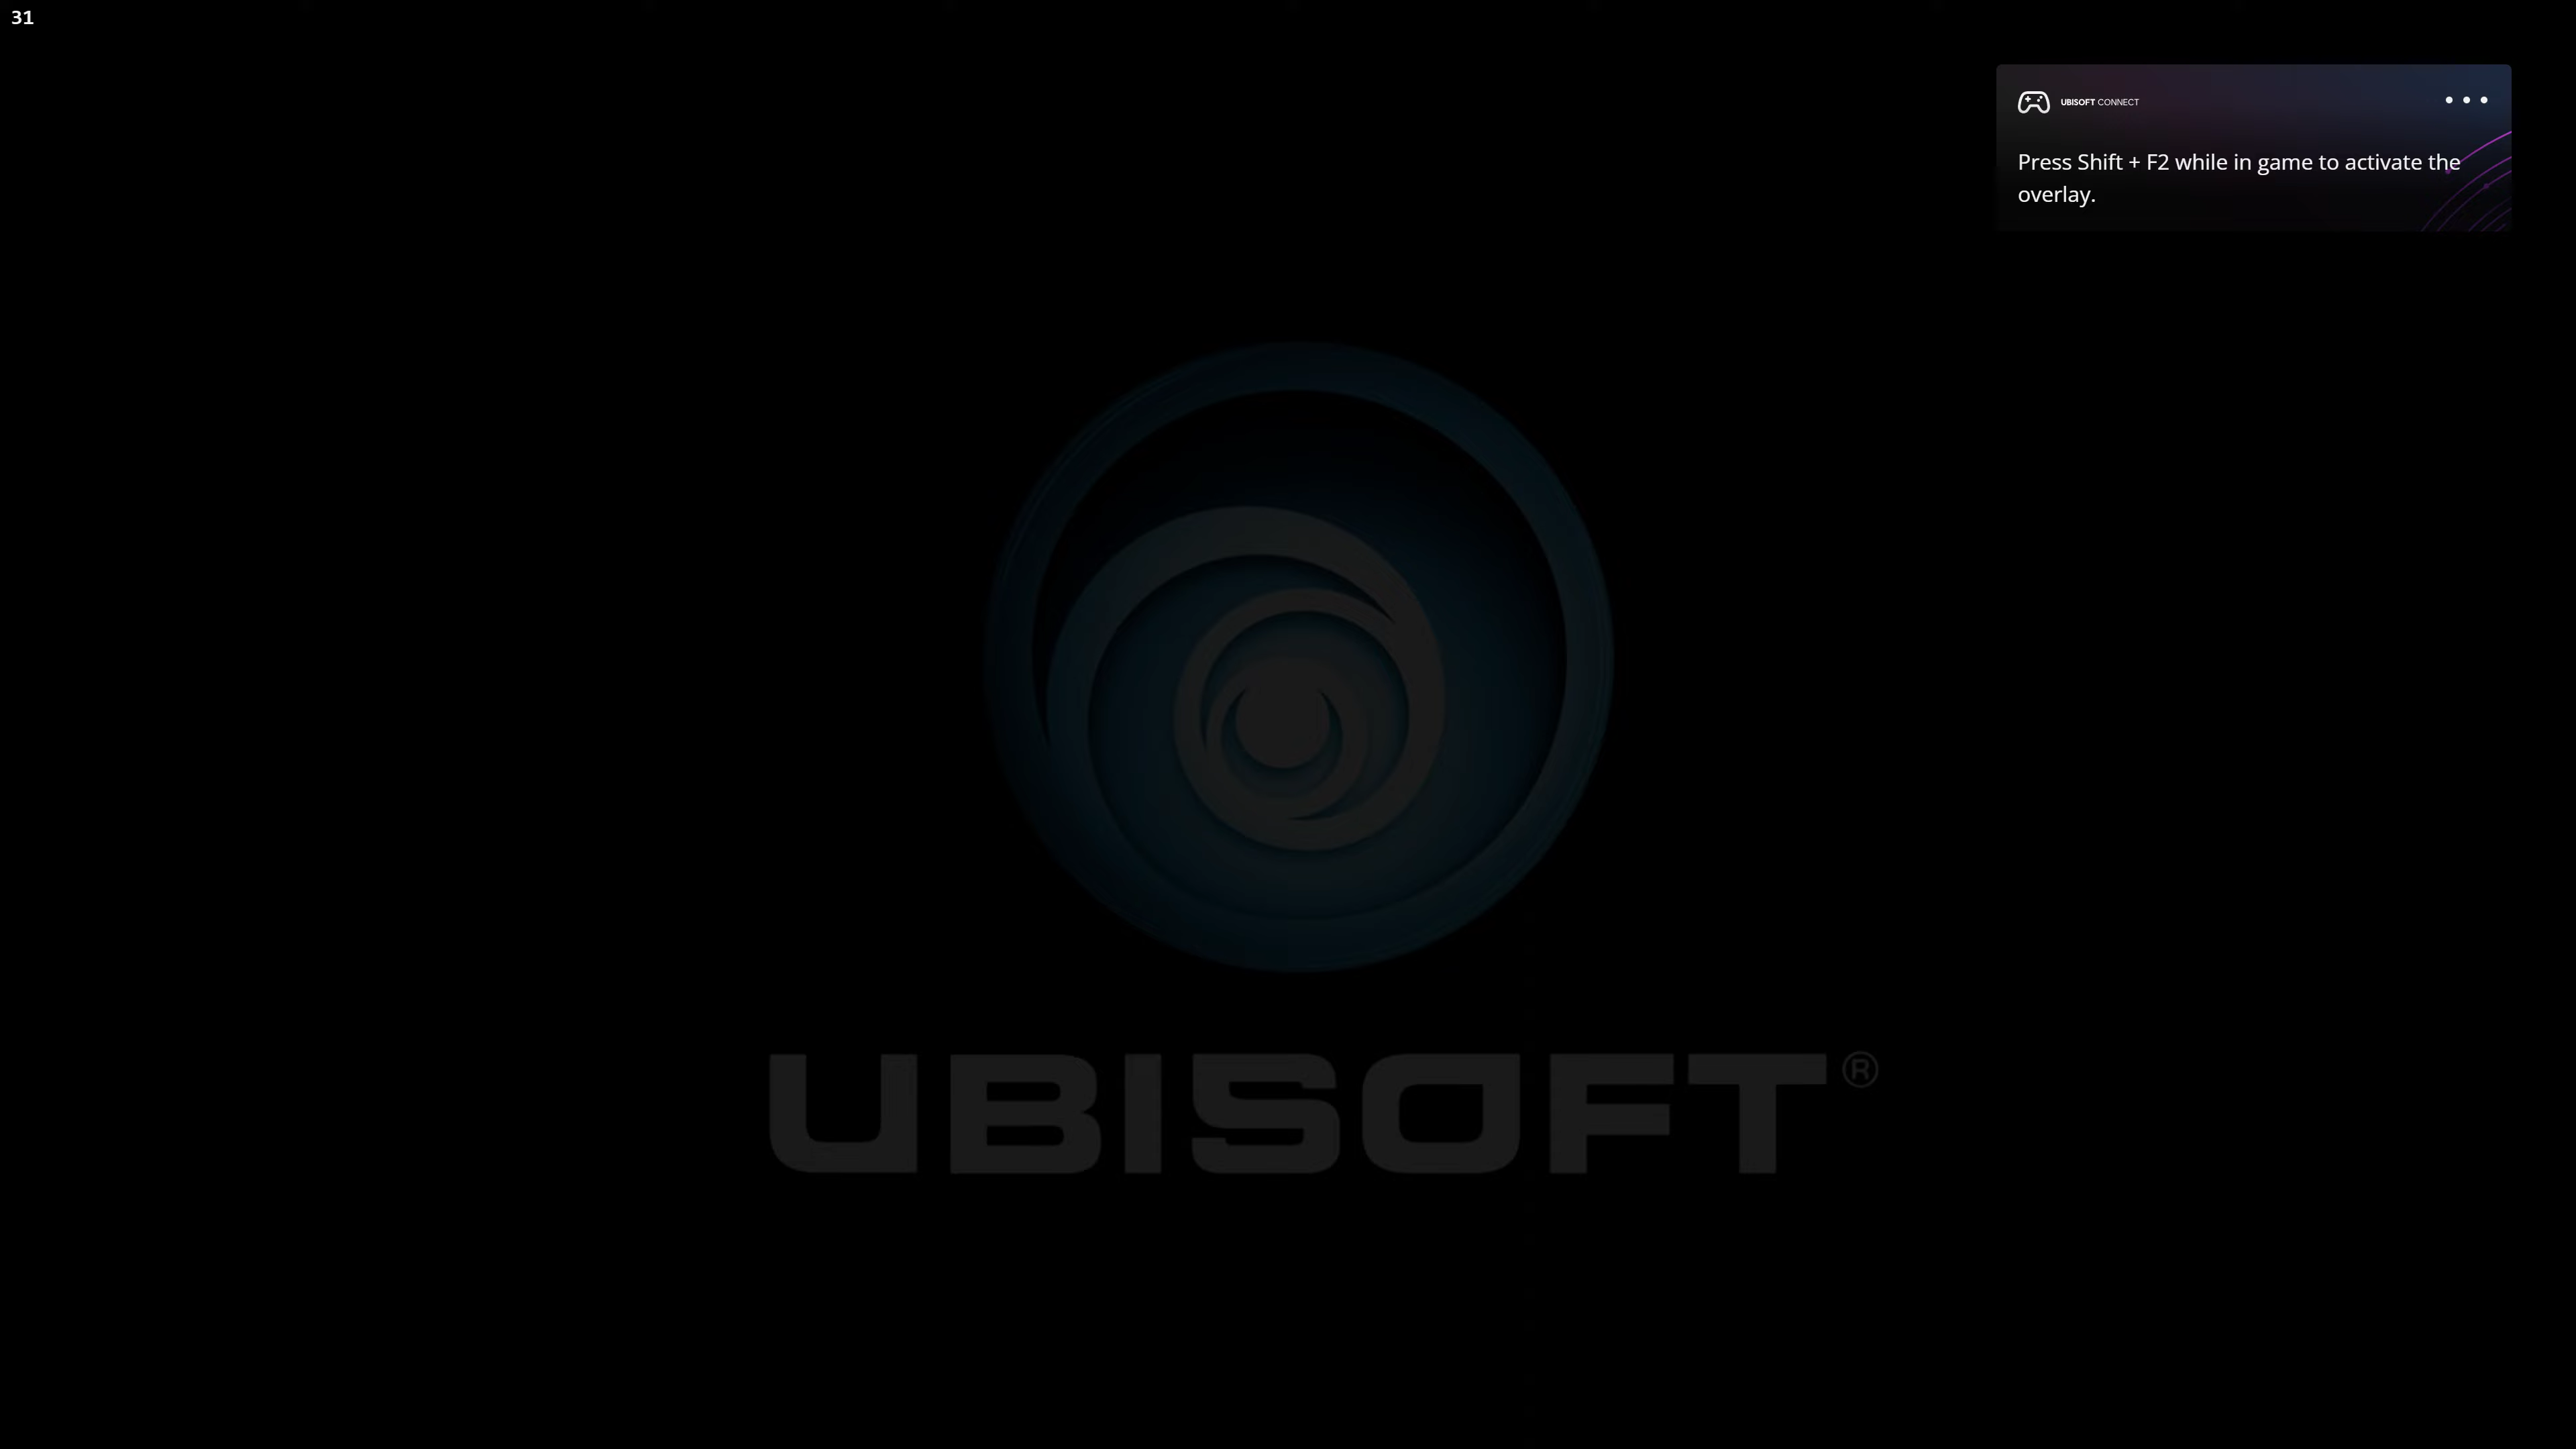 31
UBISOFT CONNECT
Press Shift + F2 while in game to activate the
overlay.
UBISOFT®